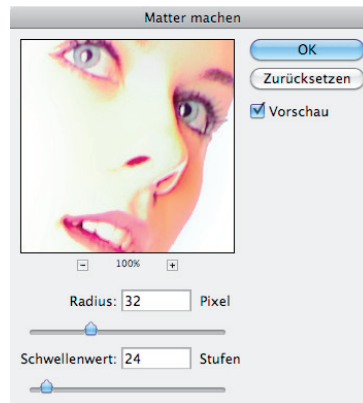 Matter machen
OK
Zurücksetzen
Vorschau
- 100% +
Radius: 32 Pixel
Schwellenwert: 24 Stufen